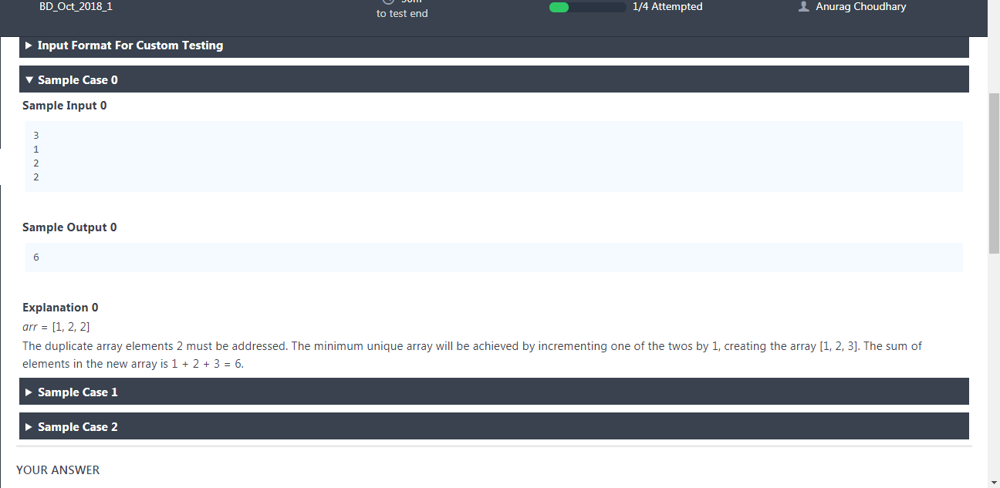 BD_Oct_2018_1
to test end
1/4 Attempted
Anurag Choudhary
Input Format For Custom Testing
Sample Case 0
Sample Input 0
3
1
2
2
Sample Output 0
6
Explanation 0
arr = [1, 2, 2]
The duplicate array elements 2 must be addressed. The minimum unique array will be achieved by incrementing one of the twos by 1, creating the array [1, 2, 3]. The sum of
elements in the new array is 1 + 2 + 3 = 6.
Sample Case 1
Sample Case 2
YOUR ANSWER